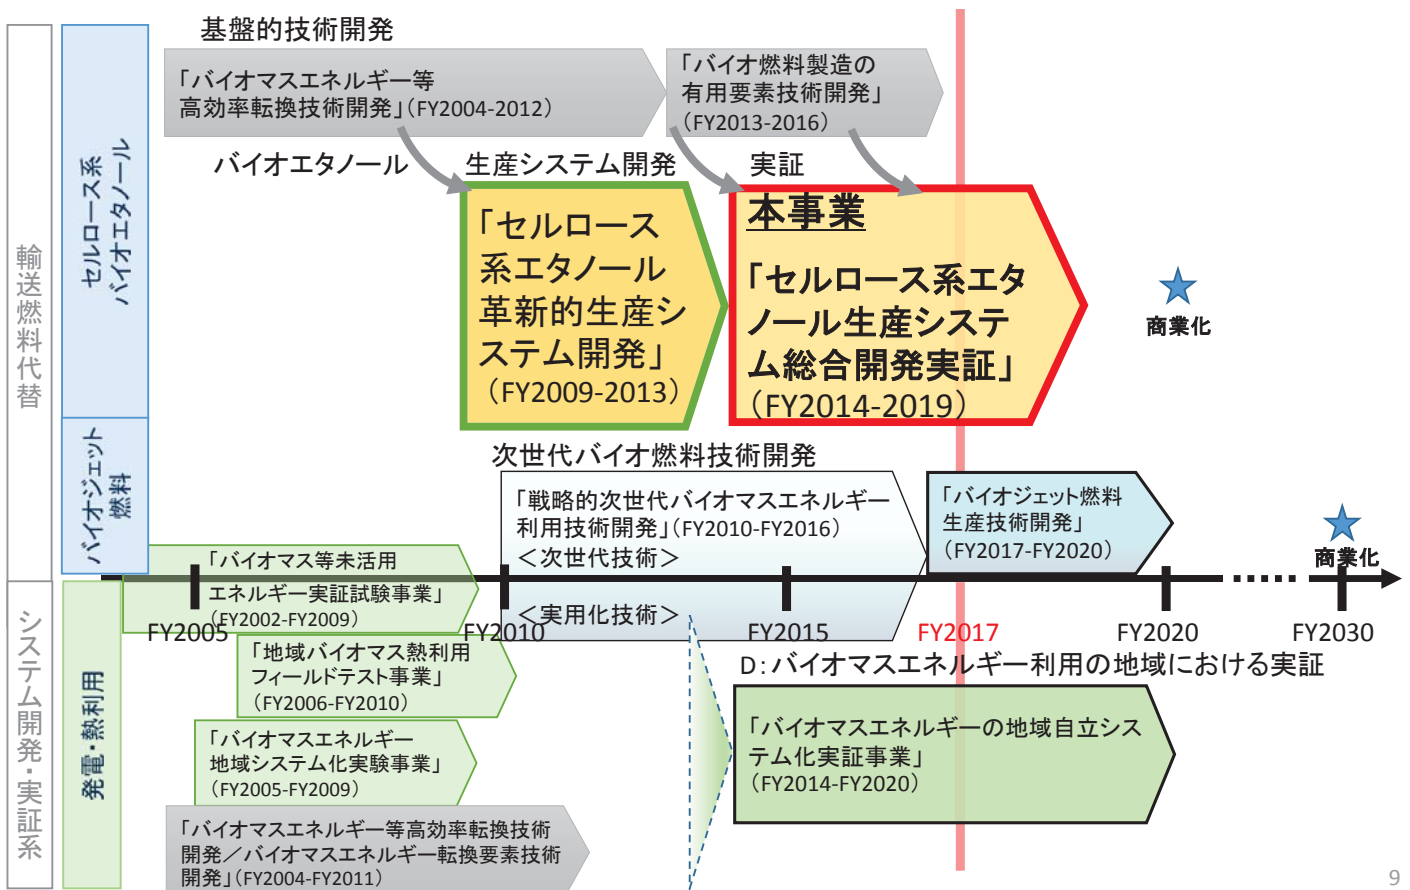 輸送燃料代替
セルロース系
バイオエタノール
基盤的技術開発
「バイオマスエネルギー等
高効率転換技術開発」(FY2004-2012)
「バイオ燃料製造の
有用要素技術開発」
(FY2013-2016)
バイオエタノール
生産システム開発
実証
「セルロース
系エタノール
革新的生産シ
ステム開発」
(FY2009-2013)
本事業
「セルロース系エタ
ノール生産システ
ム総合開発実証」
(FY2014-2019)
商業化
バイオジェット
燃料
次世代バイオ燃料技術開発
「戦略的次世代バイオマスエネルギー
利用技術開発」(FY2010-FY2016)
<次世代技術>
<実用化技術>
「バイオジェット燃料
生産技術開発」
(FY2017-FY2020)
商業化
「バイオマス等未活用
エネルギー実証試験事業」
(FY2002-FY2009)
FY2005
FY2010
FY2015
FY2017
FY2020
FY2030
システム開発・実証系
発電・熱利用
「地域バイオマス熱利用
フィールドテスト事業」
(FY2006-FY2010)
「バイオマスエネルギー
地域システム化実験事業」
(FY2005-FY2009)
「バイオマスエネルギー等高効率転換技術
開発／バイオマスエネルギー転換要素技術
開発」(FY2004-FY2011)
D：バイオマスエネルギー利用の地域における実証
「バイオマスエネルギーの地域自立シス
テム化実証事業」
(FY2014-FY2020)
9